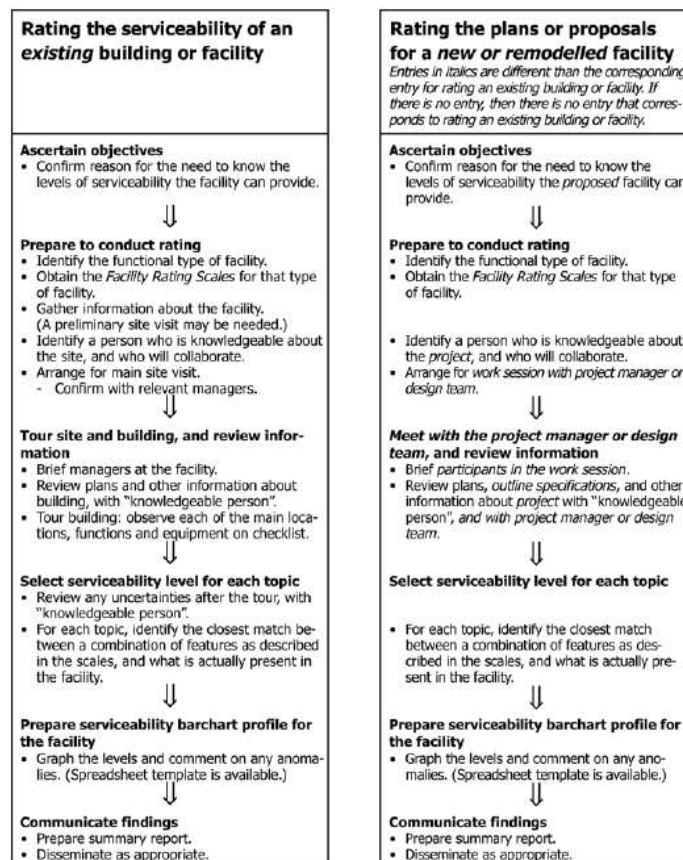 Rating the serviceability of an
existing building or facility
Ascertain objectives
• Confirm reason for the need to know the
levels of serviceability the facility can provide.
⇓
Prepare to conduct rating
• Identify the functional type of facility.
• Obtain the Facility Rating Scales for that type
of facility.
• Gather information about the facility.
(A preliminary site visit may be needed.)
• Identify a person who is knowledgeable about
the site, and who will collaborate.
• Arrange for main site visit.
- Confirm with relevant managers.
⇓
Tour site and building, and review infor-
mation
• Brief managers at the facility.
• Review plans and other information about
building, with "knowledgeable person".
• Tour building: observe each of the main loca-
tions, functions and equipment on checklist.
⇓
Select serviceability level for each topic
• Review any uncertainties after the tour, with
"knowledgeable person".
• For each topic, identify the closest match be-
tween a combination of features as described
in the scales, and what is actually present in
the facility.
⇓
Prepare serviceability barchart profile for
the facility
• Graph the levels and comment on any anoma-
lies. (Spreadsheet template is available.)
⇓
Communicate findings
• Prepare summary report.
• Disseminate as appropriate.
Rating the plans or proposals
for a new or remodelled facility
Entries in italics are different than the corresponding
entry for rating an existing building or facility. If
there is no entry, then there is no entry that corres-
ponds to rating an existing building or facility.
Ascertain objectives
• Confirm reason for the need to know the
levels of serviceability the proposed facility can
provide.
⇓
Prepare to conduct rating
• Identify the functional type of facility.
• Obtain the Facility Rating Scales for that type
of facility.
• Identify a person who is knowledgeable about
the project, and who will collaborate.
• Arrange for work session with project manager or
design team.
⇓
Meet with the project manager or design
team, and review information
• Brief participants in the work session.
• Review plans, outline specifications, and other
information about project with "knowledgeable
person", and with project manager or design
team.
⇓
Select serviceability level for each topic
• For each topic, identify the closest match
between a combination of features as des-
cribed in the scales, and what is actually pre-
sent in the facility.
⇓
Prepare serviceability barchart profile for
the facility
• Graph the levels and comment on any ano-
malies. (Spreadsheet template is available.)
⇓
Communicate findings
• Prepare summary report.
• Disseminate as appropriate.